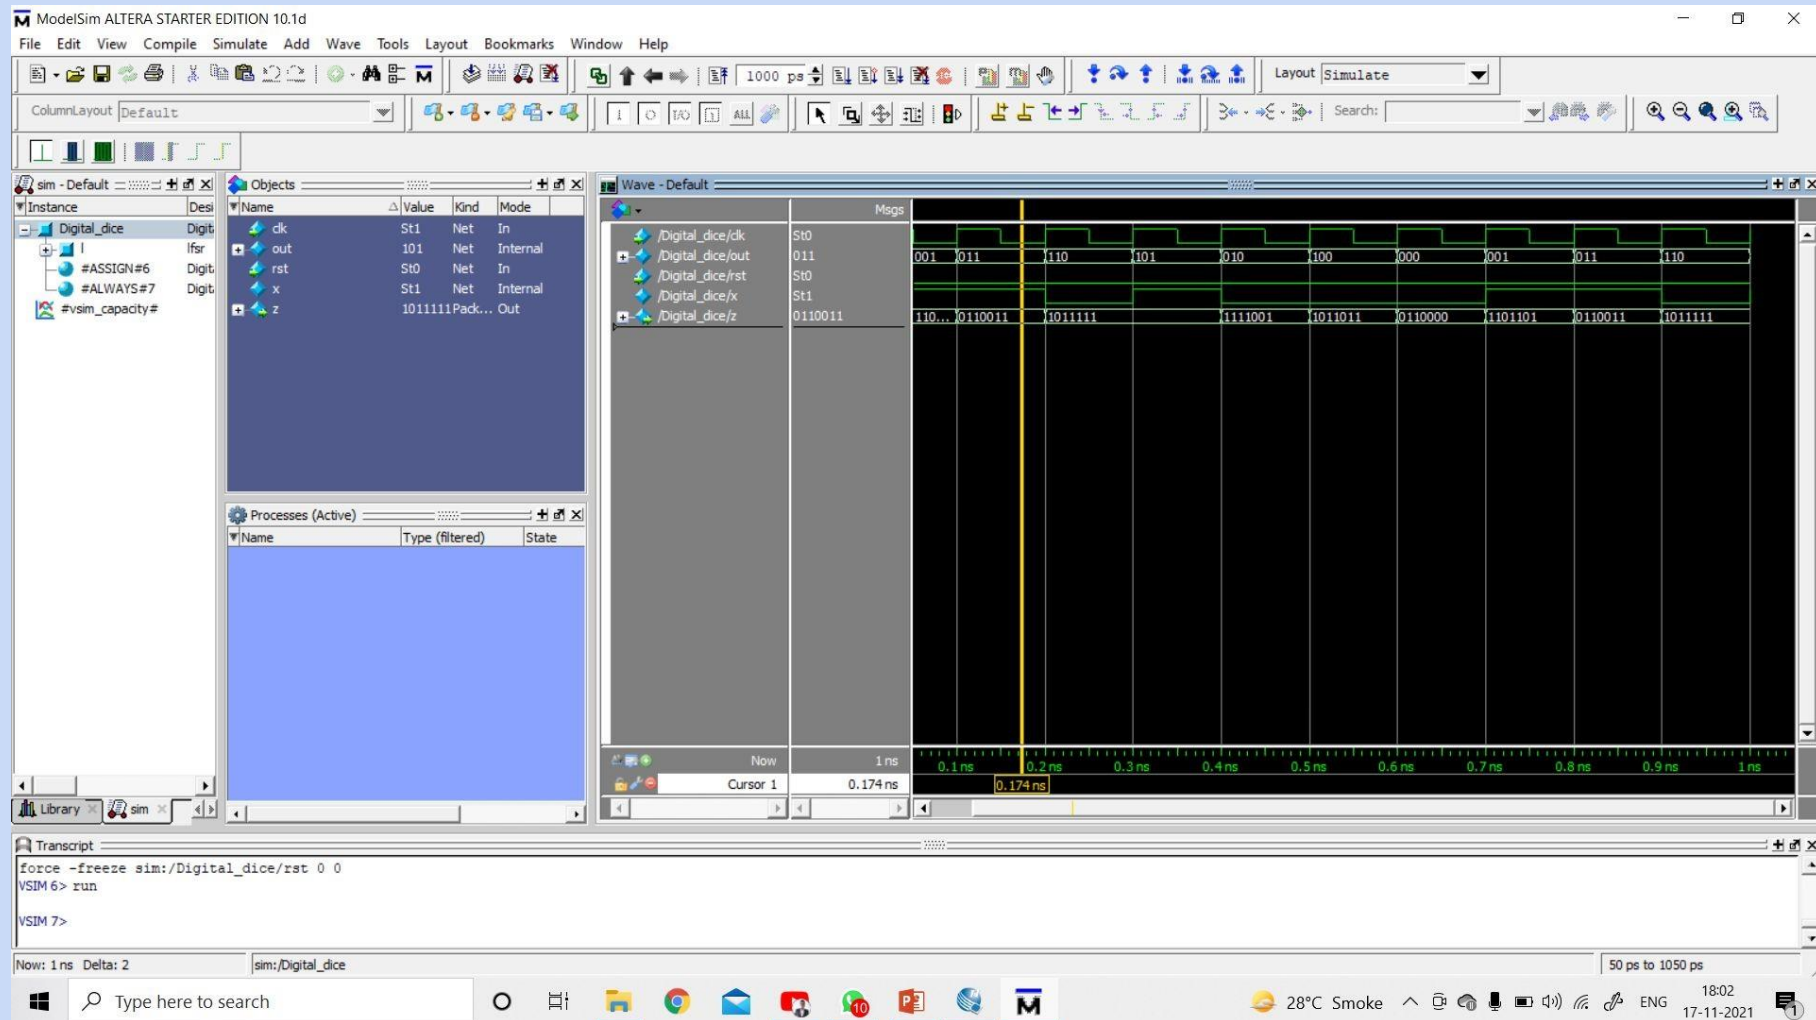 ModelSim ALTERA STARTER EDITION 10.1d
File Edit View Compile Simulate Add Wave Tools Layout Bookmarks Window Help
1000 ps Layout Simulate
ColumnLayout Default ALL Search:
sim - Default Objects Wave - Default
Instance Desi Name Value Kind Mode Msgs
Digital_dice Digit
l lfsr
#ASSIGN#6 Digit
#ALWAYS#7 Digit
#vsim_capacity#
clk St1 Net In
out 101 Net Internal
rst St0 Net In
x St1 Net Internal
z 1011111 Pack... Out
/Digital_dice/clk St0
/Digital_dice/out 011 001 011 110 101 010 100 000 001 011 110
/Digital_dice/rst St0
/Digital_dice/x St1
/Digital_dice/z 0110011 110... 0110011 1011111 1111001 1011011 0110000 1101101 0110011 1011111
Processes (Active)
Name Type (filtered) State
Now 1 ns 0.1 ns 0.2 ns 0.3 ns 0.4 ns 0.5 ns 0.6 ns 0.7 ns 0.8 ns 0.9 ns 1 ns
Cursor 1 0.174 ns 0.174 ns
Library sim
Transcript
force -freeze sim:/Digital_dice/rst 0 0
VSIM 6> run
VSIM 7>
Now: 1 ns Delta: 2 sim:/Digital_dice 50 ps to 1050 ps
Type here to search 10 28°C Smoke ENG 18:02
17-11-2021 1